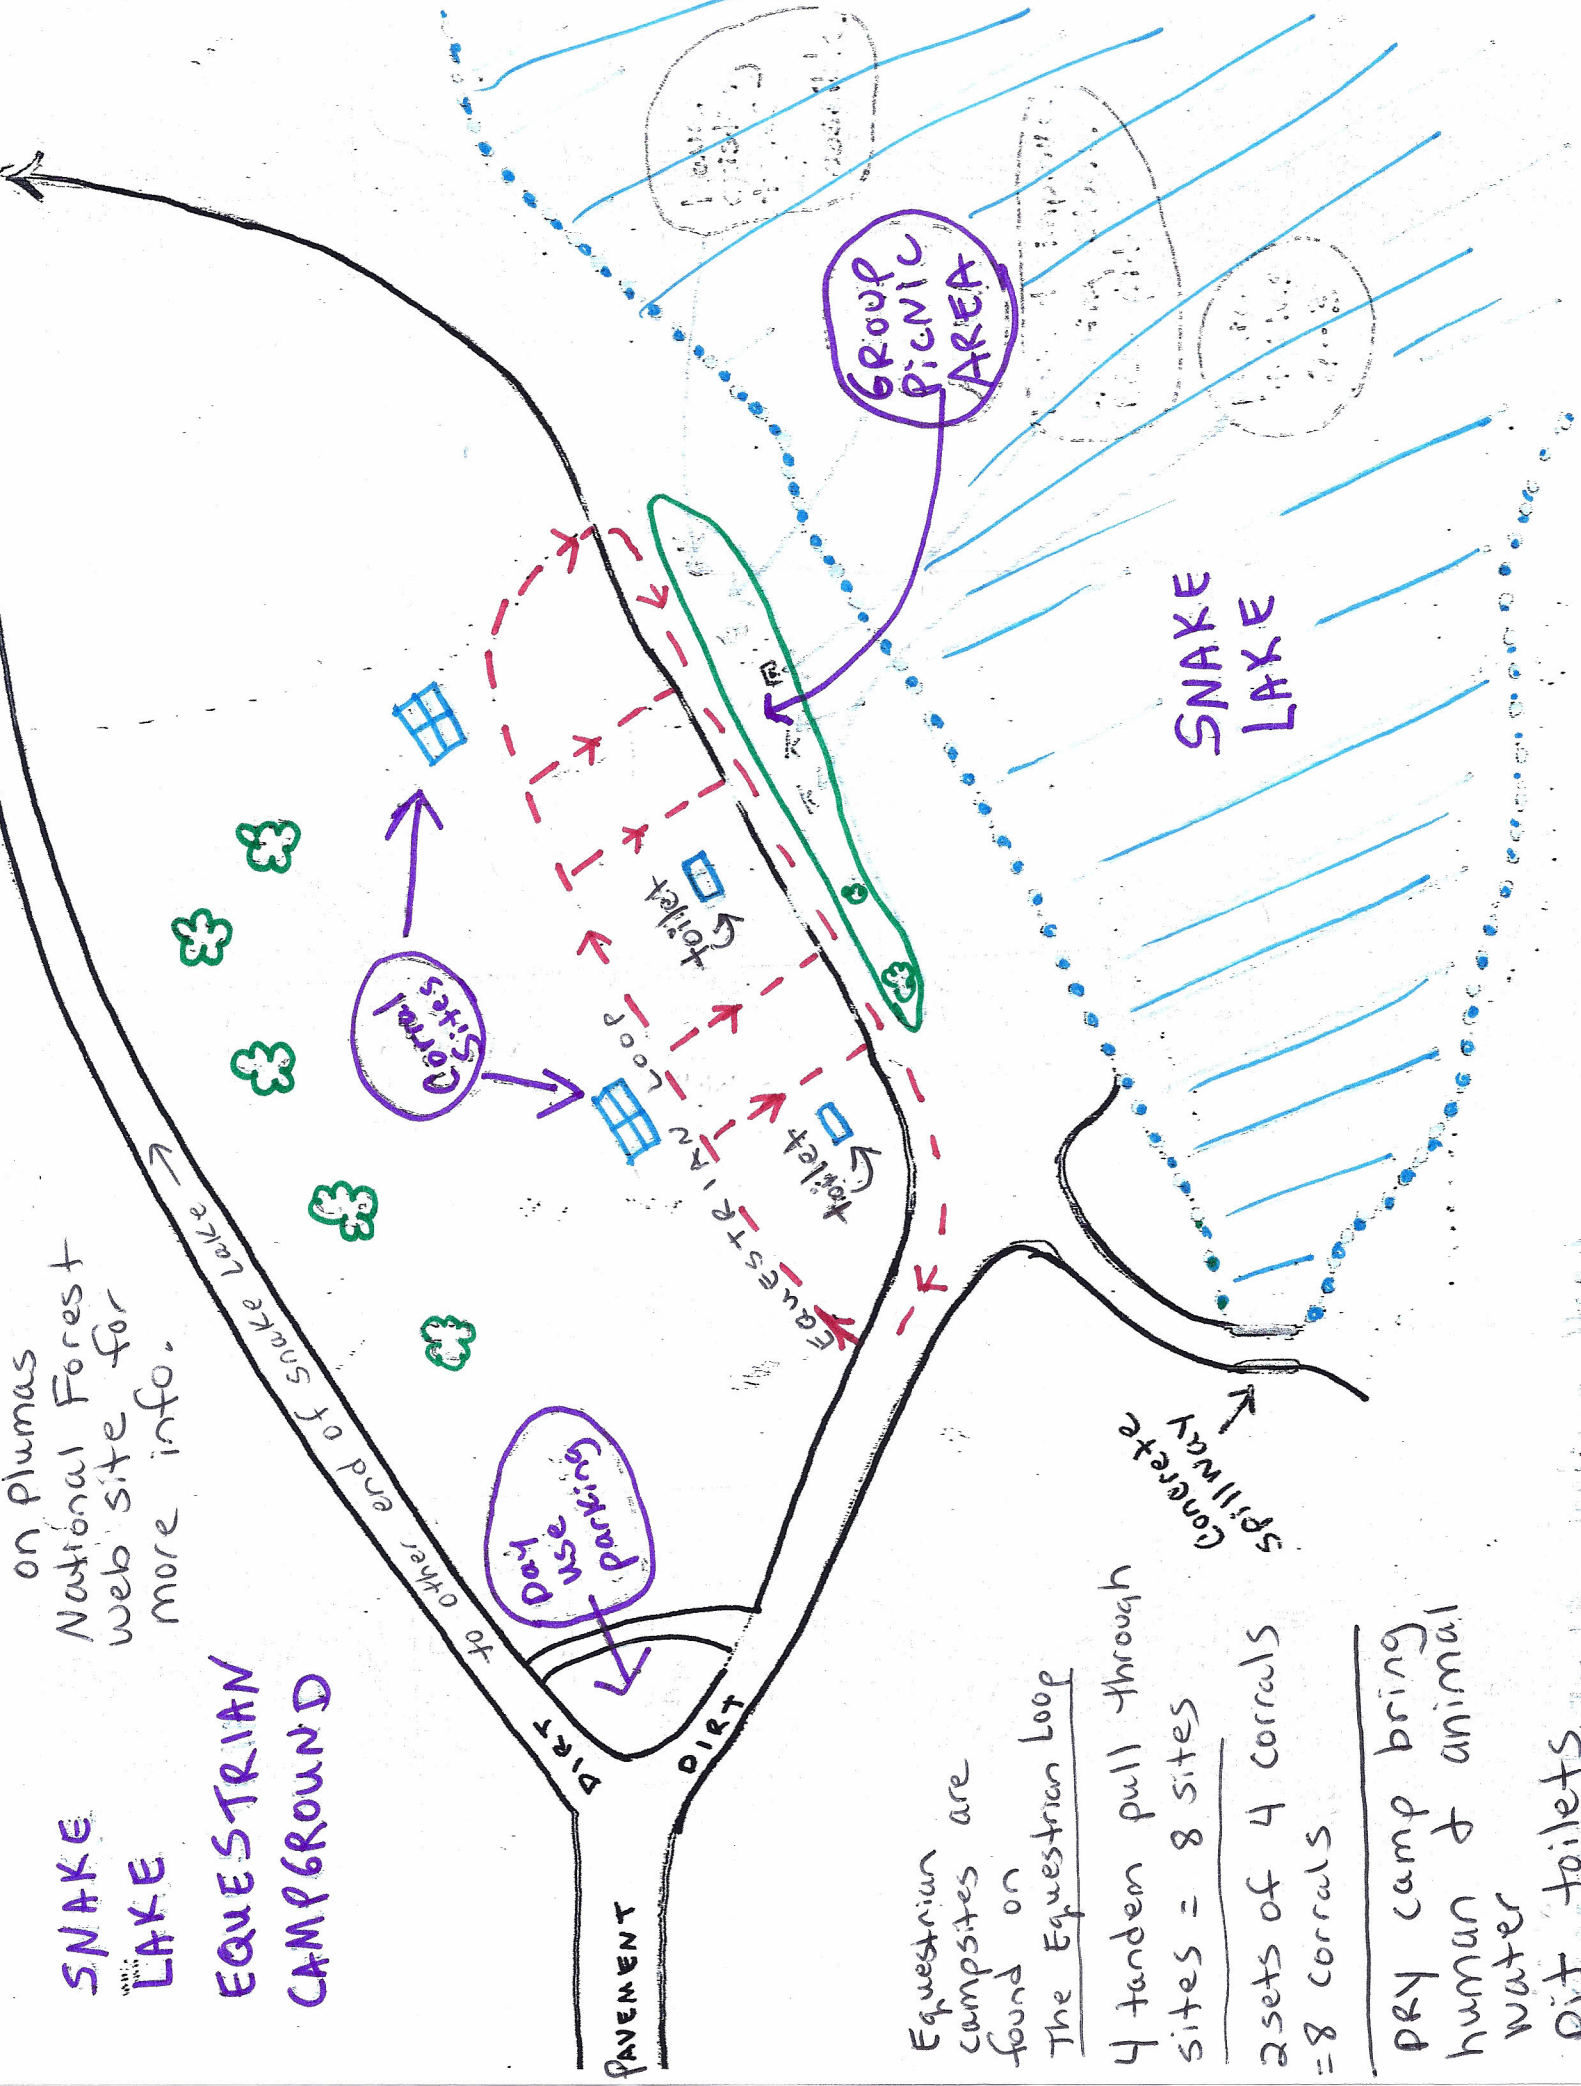 SNAKE
LAKE
EQUESTRIAN
CAMPGROUND
on Plumas
National Forest
web site for
more info.
PAVEMENT
DIRT
DIRT
to other end of Snake Lake →
Day
use
parking
Corral
Sites
EQUESTRIAN LOOP
toilet
toilet
GROUP
PiCNIC
AREA
SNAKE
LAKE
Concrete
Spillway
Equestrian
campsites are
found on
The Equestrian Loop
4 tandem pull through
sites = 8 sites
2 sets of 4 corrals
= 8 corrals
DRY camp bring
human & animal
water
Pit toilets